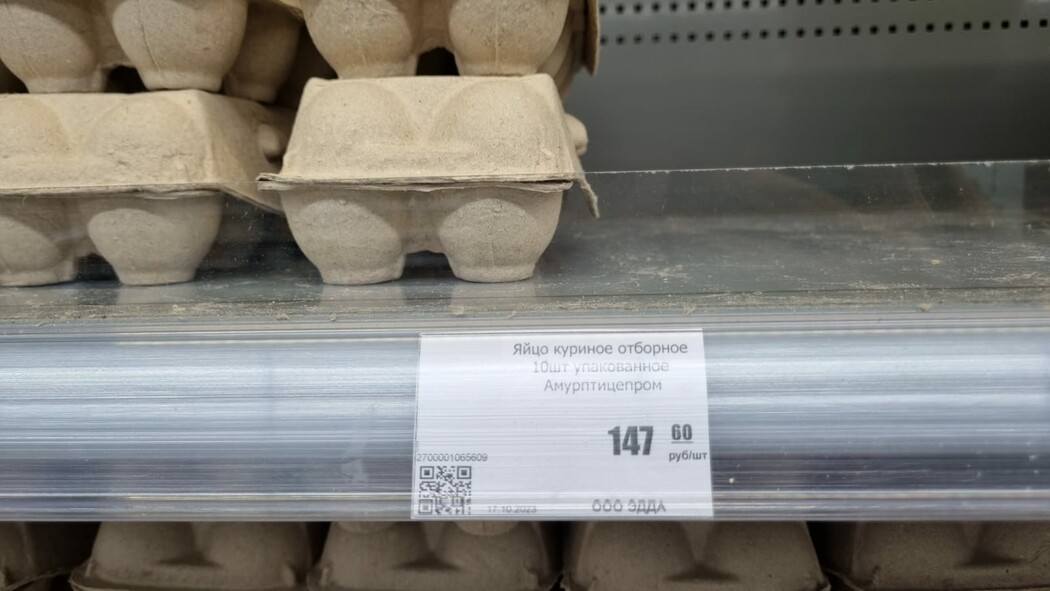 Яйцо куриное отборное
10шт упакованное
Амурптицепром
147 60
руб/шт
2700001065609
17.10.2023
ООО ЭДДА